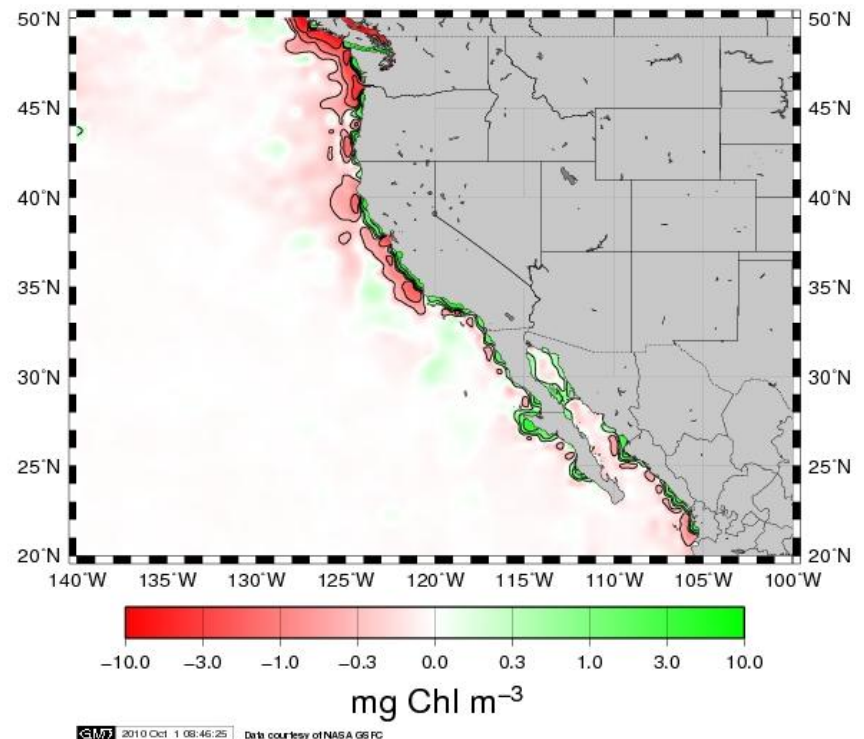 50°N 50°N
45°N 45°N
40°N 40°N
35°N 35°N
30°N 30°N
25°N 25°N
20°N 20°N
140°W 135°W 130°W 125°W 120°W 115°W 110°W 105°W 100°W
−10.0 −3.0 −1.0 −0.3 0.0 0.3 1.0 3.0 10.0
mg Chl m⁻³
GMT 2010 Oct 1 08:46:25 Data courtesy of NASA GSFC